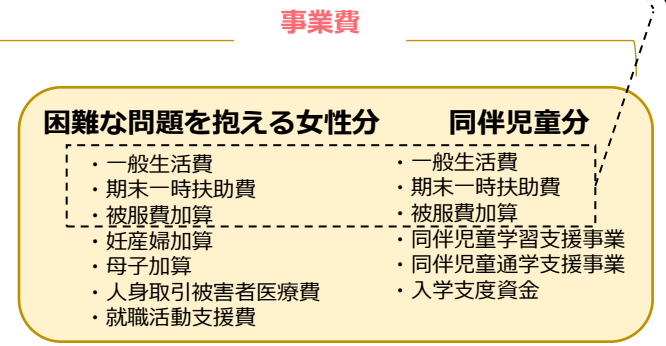 事業費
困難な問題を抱える女性分
・一般生活費
・期末一時扶助費
・被服費加算
・妊産婦加算
・母子加算
・人身取引被害者医療費
・就職活動支援費
同伴児童分
・一般生活費
・期末一時扶助費
・被服費加算
・同伴児童学習支援事業
・同伴児童通学支援事業
・入学支度資金